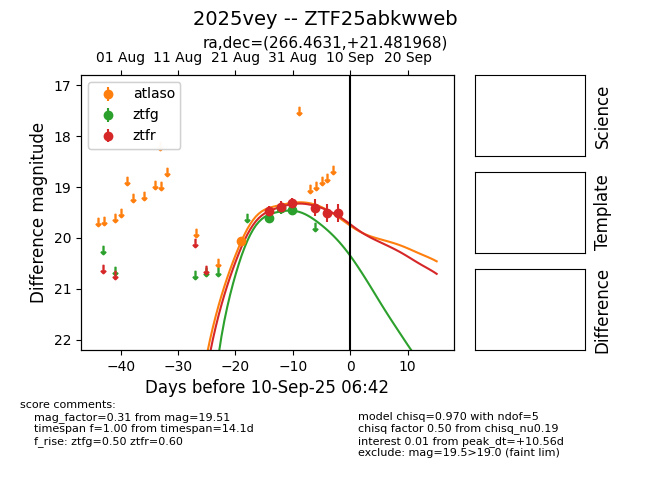 2025vey -- ZTF25abkwweb
ra,dec=(266.4631,+21.481968)
01 Aug 11 Aug 21 Aug 31 Aug 10 Sep 20 Sep
atlaso
ztfg
ztfr
17
18
19
20
21
22
Difference magnitude
−40 −30 −20 −10 0 10
Days before 10-Sep-25 06:42
Science
Template
Difference
score comments:
mag_factor=0.31 from mag=19.51
timespan f=1.00 from timespan=14.1d
f_rise: ztfg=0.50 ztfr=0.60
model chisq=0.970 with ndof=5
chisq factor 0.50 from chisq_nu0.19
interest 0.01 from peak_dt=+10.56d
exclude: mag=19.5>19.0 (faint lim)